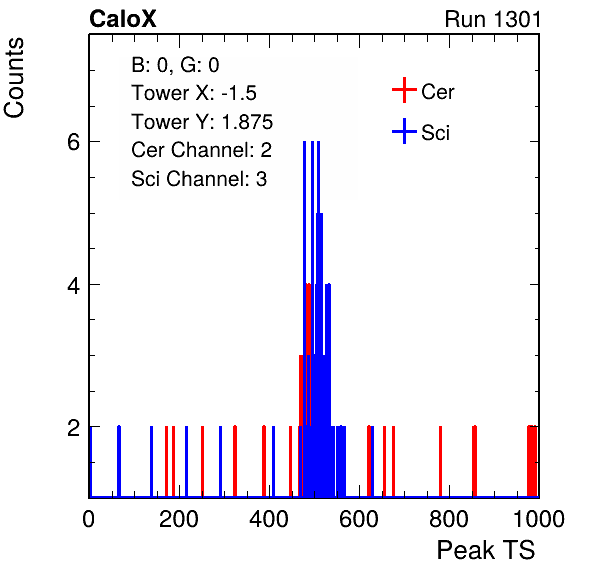 CaloX Run 1301
Counts
B: 0, G: 0
Tower X: -1.5
Tower Y: 1.875
Cer Channel: 2
Sci Channel: 3
Cer
Sci
6
4
2
0 200 400 600 800 1000
Peak TS